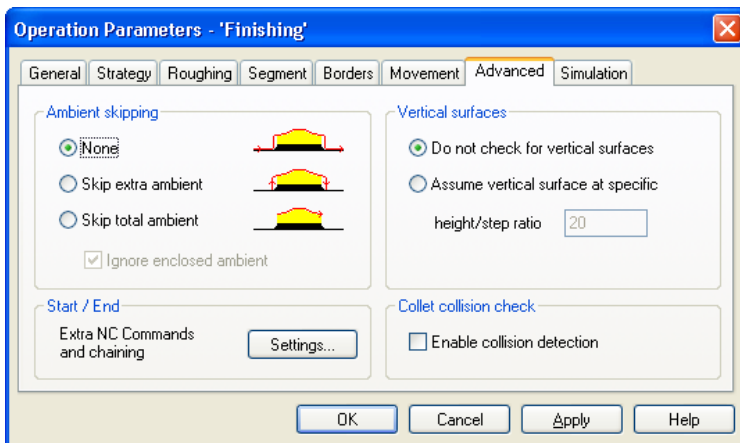 Operation Parameters - 'Finishing'
General Strategy Roughing Segment Borders Movement Advanced Simulation
Ambient skipping
None
Skip extra ambient
Skip total ambient
Ignore enclosed ambient
Vertical surfaces
Do not check for vertical surfaces
Assume vertical surface at specific
height/step ratio 20
Start / End
Extra NC Commands
and chaining
Settings...
Collet collision check
Enable collision detection
OK Cancel Apply Help